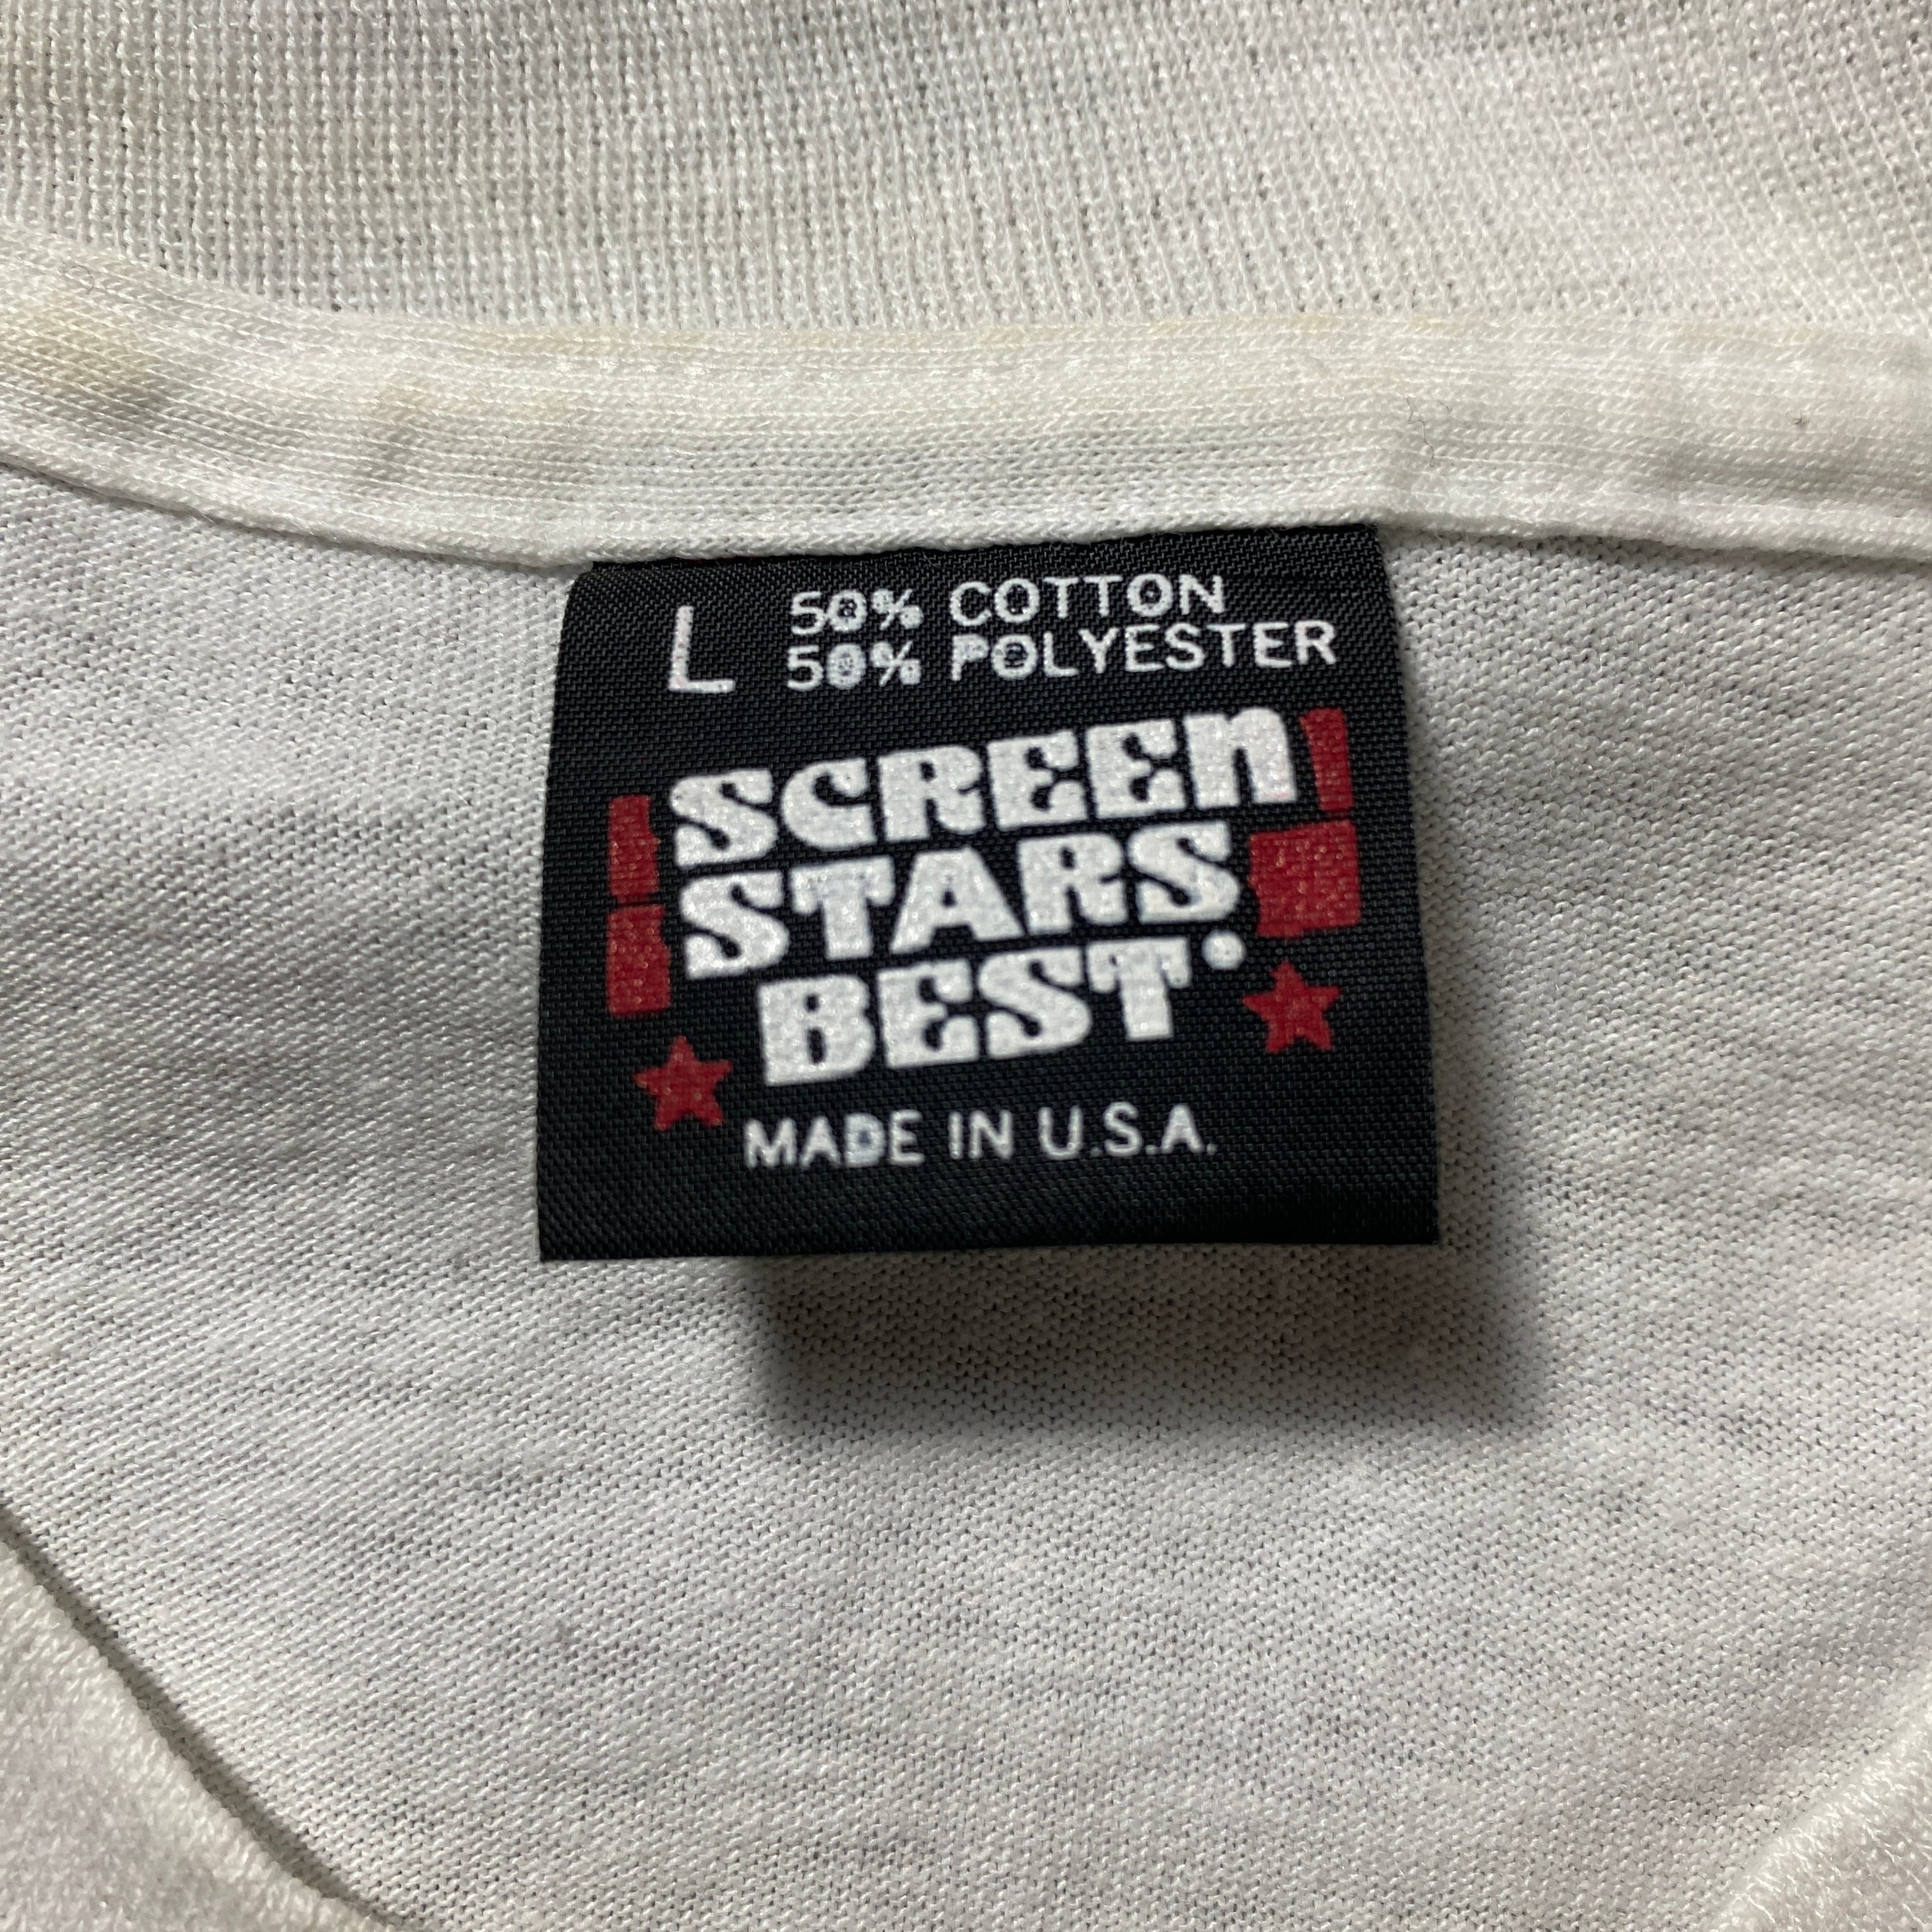 L 50% COTTON
50% POLYESTER
SCREEN
STARS
BEST
MADE IN U.S.A.